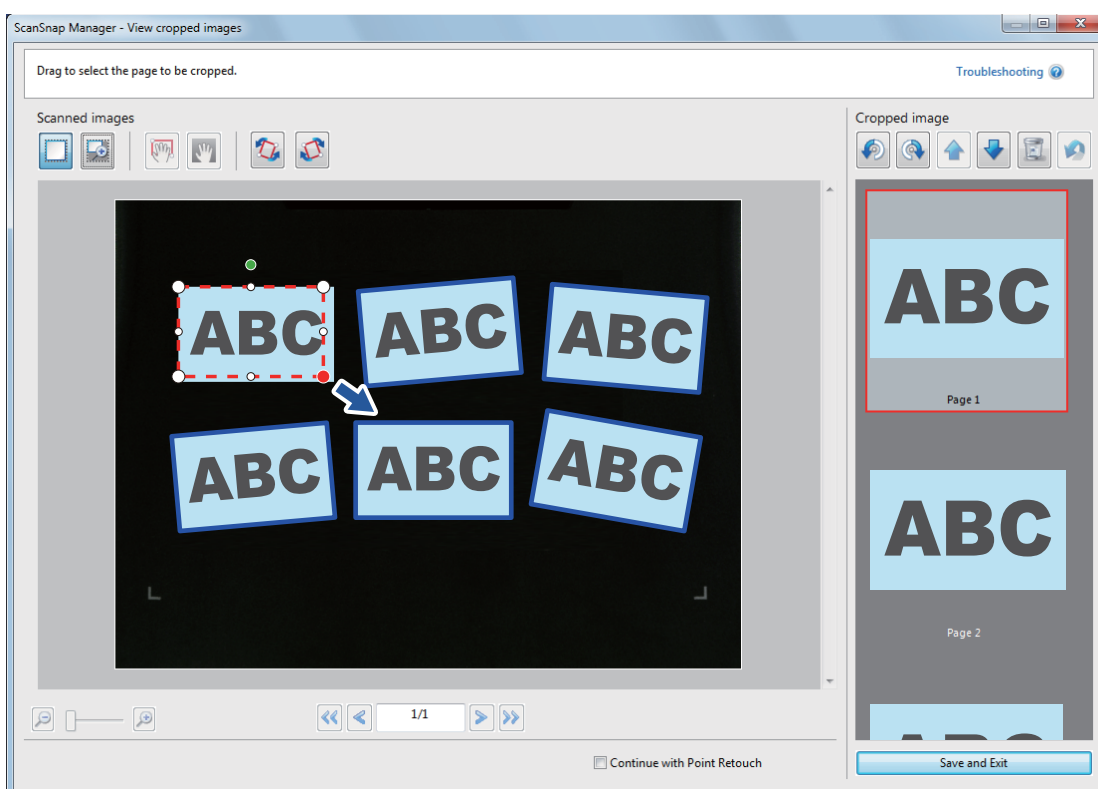 ScanSnap Manager - View cropped images
Drag to select the page to be cropped.
Troubleshooting
Scanned images
Cropped image
ABC ABC ABC
ABC ABC ABC
1/1
Continue with Point Retouch
ABC
Page 1
ABC
Page 2
ABC
Save and Exit